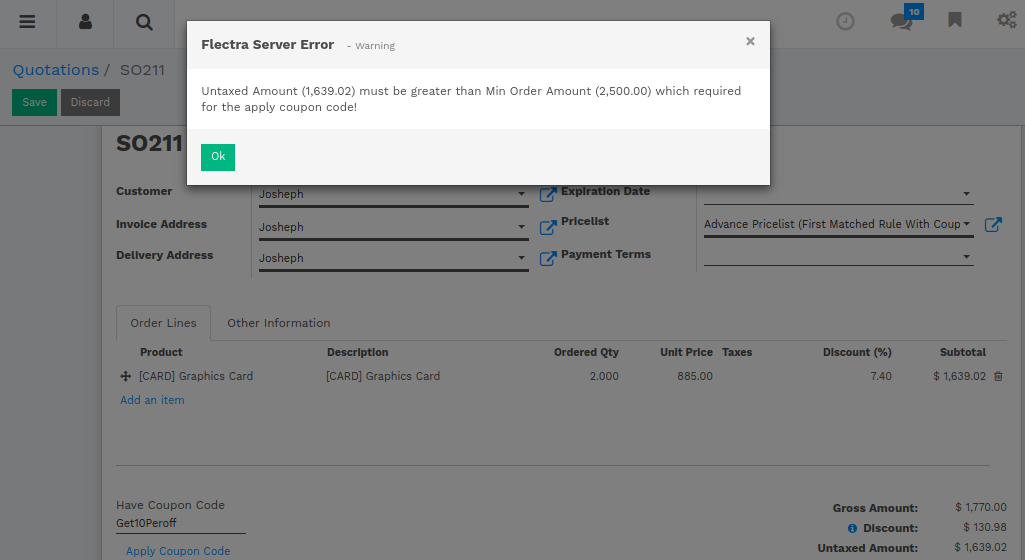 10
Flectra Server Error - Warning ×
Untaxed Amount (1,639.02) must be greater than Min Order Amount (2,500.00) which required
for the apply coupon code!
Ok
Quotations / SO211
Save Discard
SO211
Customer Josheph Expiration Date
Invoice Address Josheph Pricelist Advance Pricelist (First Matched Rule With Coup
Delivery Address Josheph Payment Terms
Order Lines Other Information
Product Description Ordered Qty Unit Price Taxes Discount (%) Subtotal
[CARD] Graphics Card [CARD] Graphics Card 2.000 885.00 7.40 $ 1,639.02
Add an item
Have Coupon Code
Get10Peroff
Apply Coupon Code
Gross Amount: $ 1,770.00
Discount: $ 130.98
Untaxed Amount: $ 1,639.02